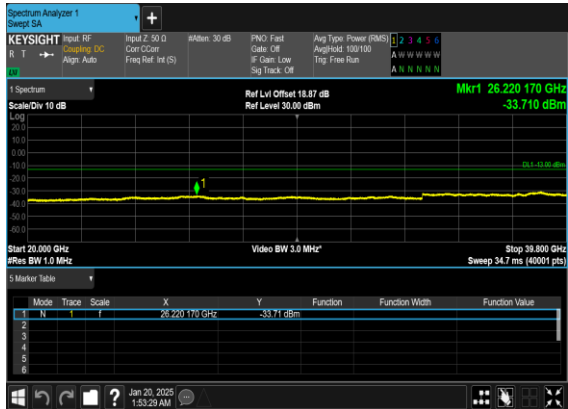 Spectrum Analyzer 1
Swept SA
+
KEYSIGHT Input: RF Input Z: 50 Ω #Atten: 30 dB PNO: Fast Avg Type: Power (RMS) 1 2 3 4 5 6
R T Coupling: DC Corr CCorr Gate: Off Avg|Hold: 100/100 A W W W W W
Align: Auto Freq Ref: Int (S) IF Gain: Low Trig: Free Run
LU Sig Track: Off A N N N N N
1 Spectrum Ref Lvl Offset 18.87 dB Mkr1 26.220 170 GHz
Scale/Div 10 dB Ref Level 30.00 dBm -33.710 dBm
Log
20.0
10.0
0.00
-10.0
DL1 -13.00 dBm
-20.0
1
-30.0
-40.0
-50.0
-60.0
Start 20.000 GHz Video BW 3.0 MHz* Stop 39.800 GHz
#Res BW 1.0 MHz Sweep 34.7 ms (40001 pts)
5 Marker Table
Mode Trace Scale X Y Function Function Width Function Value
1 N 1 f 26.220 170 GHz -33.71 dBm
2
3
4
5
6
? Jan 20, 2025
1:53:29 AM